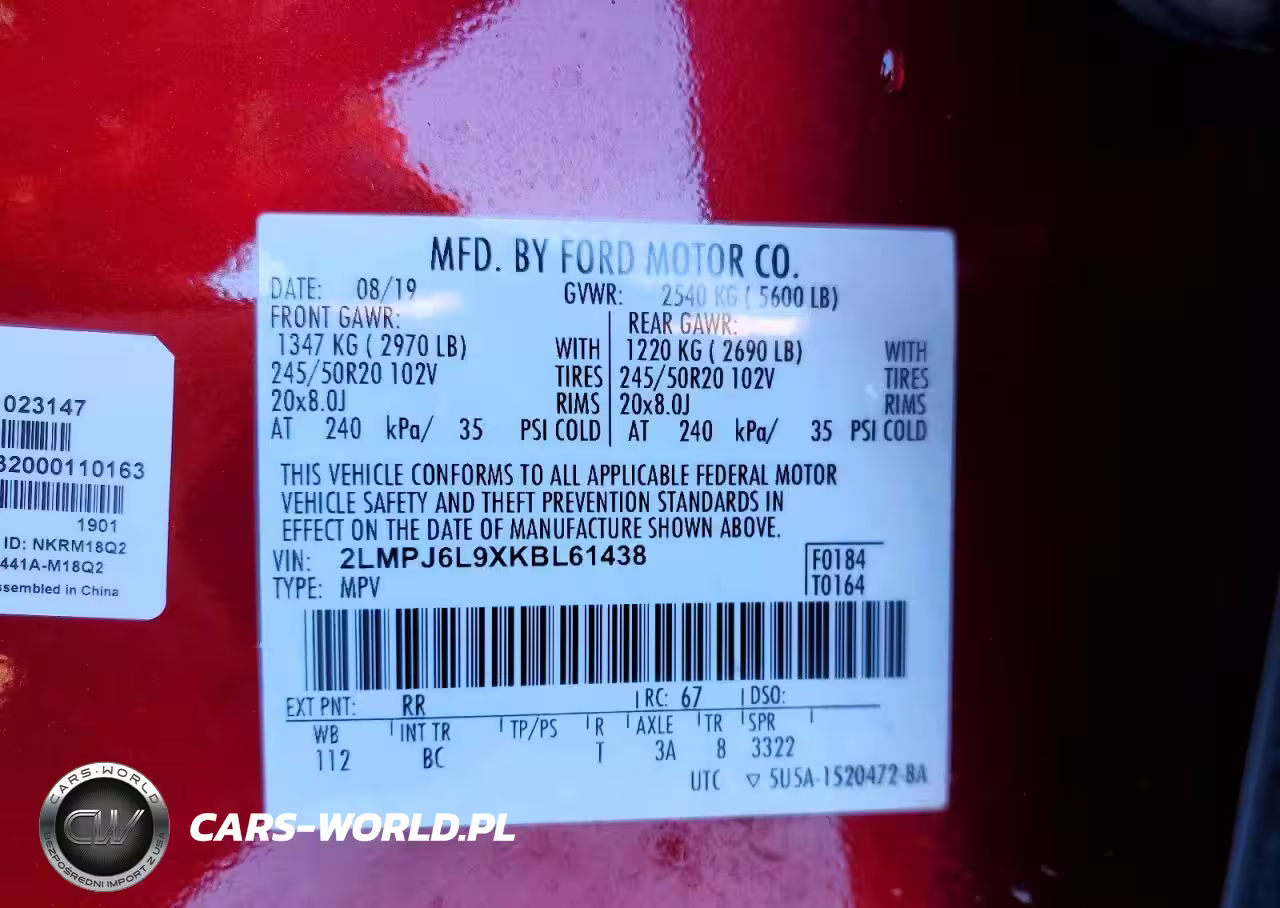 MFD. BY FORD MOTOR CO.
DATE: 08/19 GVWR: 2540 KG ( 5600 LB)
FRONT GAWR: REAR GAWR:
1347 KG ( 2970 LB) WITH 1220 KG ( 2690 LB) WITH
245/50R20 102V TIRES 245/50R20 102V TIRES
20x8.0J RIMS 20x8.0J RIMS
AT 240 kPa/ 35 PSI COLD AT 240 kPa/ 35 PSI COLD
THIS VEHICLE CONFORMS TO ALL APPLICABLE FEDERAL MOTOR
VEHICLE SAFETY AND THEFT PREVENTION STANDARDS IN
EFFECT ON THE DATE OF MANUFACTURE SHOWN ABOVE.
VIN: 2LMPJ6L9XKBL61438 F0184
TYPE: MPV T0164
EXT PNT: RR RC: 67 DSO:
WB INT TR TP/PS R AXLE TR SPR
112 BC T 3A 8 3322
UTC ▽ 5U5A-1520472-BA
023147
32000110163
1901
ID: NKRM18Q2
441A-M18Q2
ssembled in China
CARS-WORLD
CW
BEZPOŚREDNI IMPORT Z USA
CARS-WORLD.PL